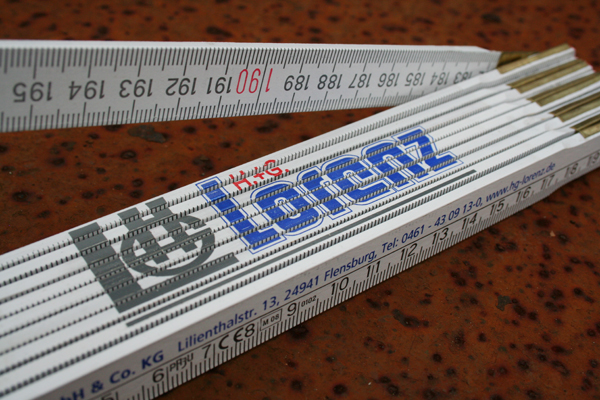 195 194 193 192 191 190 189 188 187 186 185 184 183
H+G.
Lorenz
bH & Co. KG Lilienthalstr. 13, 24941 Flensburg, Tel: 0461 - 43 09 13-0, www.hg-lorenz.de
6 7 CE 8 M 08 9 10 11 12 13 14 15 16 17 18